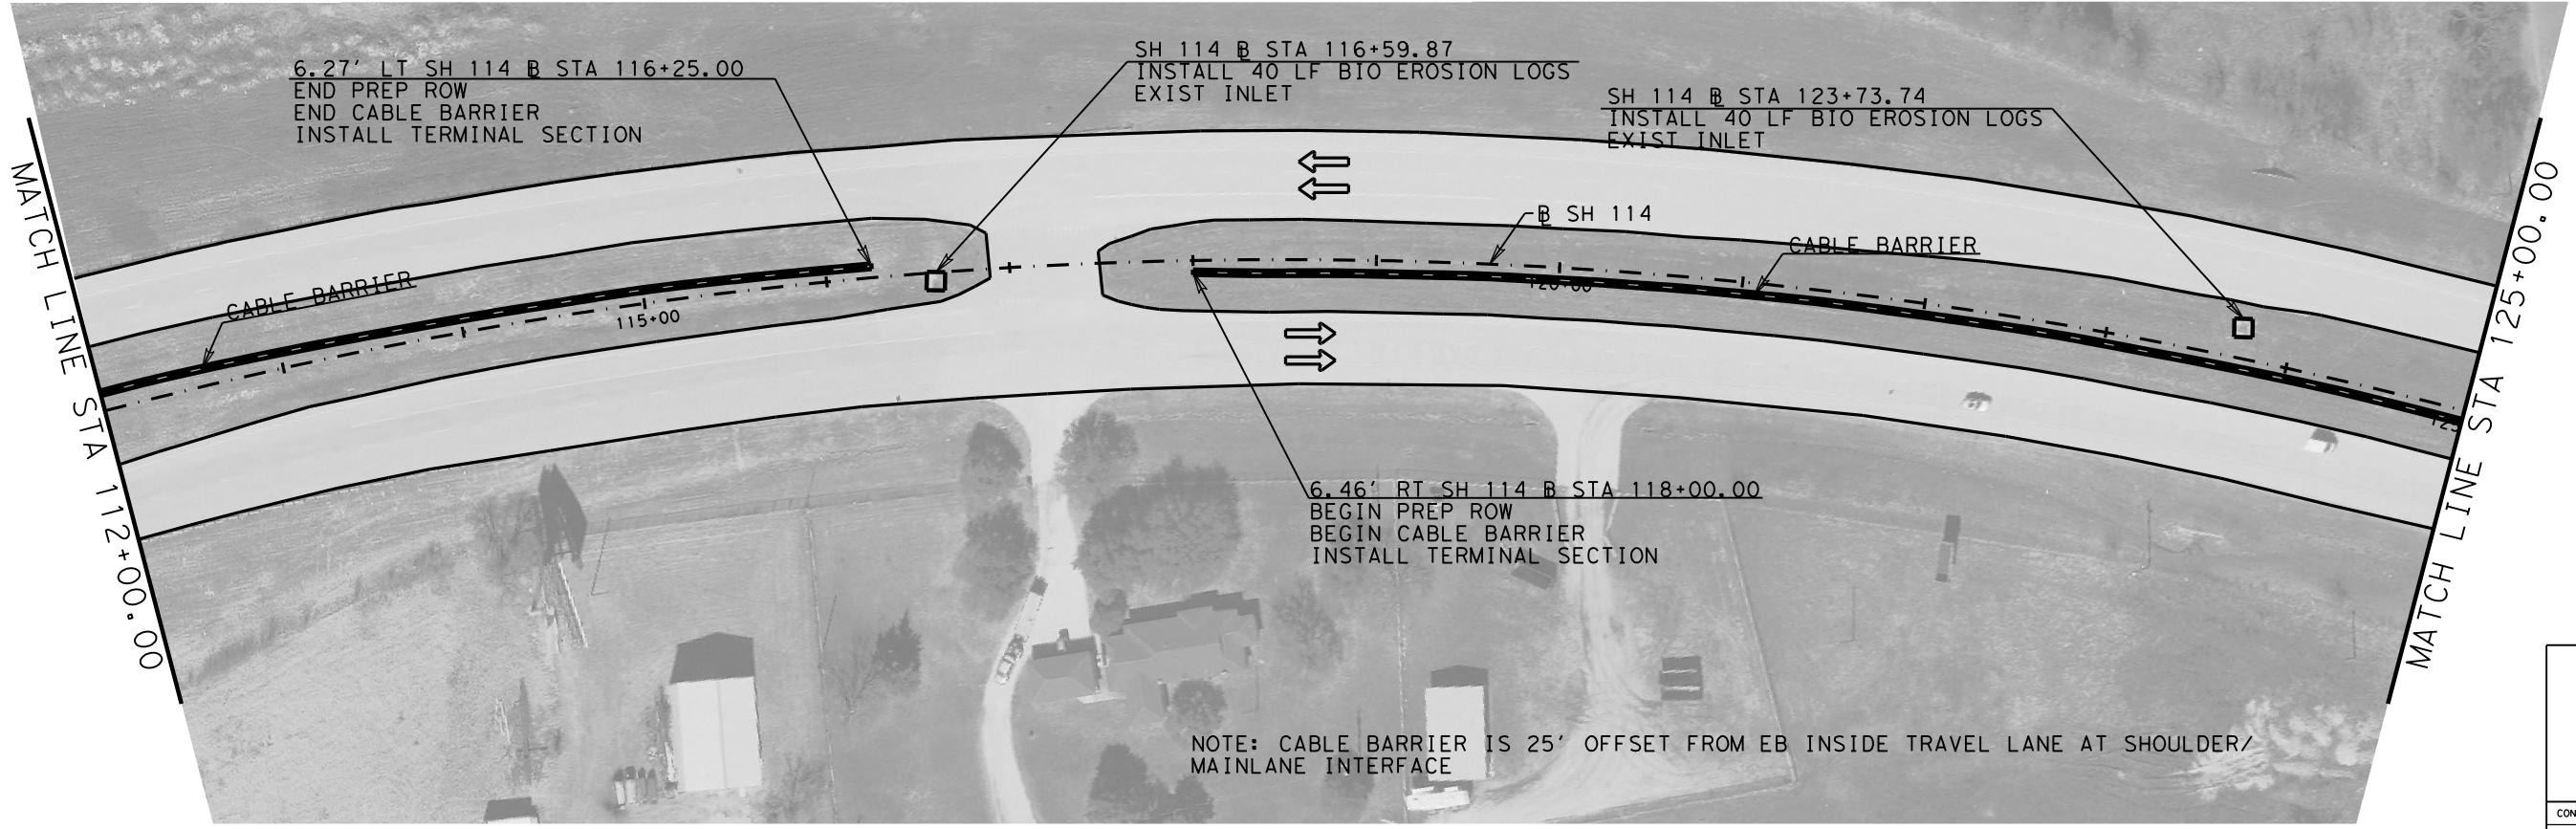 6.27' LT SH 114 ℄ STA 116+25.00
END PREP ROW
END CABLE BARRIER
INSTALL TERMINAL SECTION
SH 114 ℄ STA 116+59.87
INSTALL 40 LF BIO EROSION LOGS
EXIST INLET
SH 114 ℄ STA 123+73.74
INSTALL 40 LF BIO EROSION LOGS
EXIST INLET
MATCH LINE STA 112+00.00
CABLE BARRIER
115+00
℄ SH 114
CABLE BARRIER
120+00
125
MATCH LINE STA 125+00.00
6.46' RT SH 114 ℄ STA 118+00.00
BEGIN PREP ROW
BEGIN CABLE BARRIER
INSTALL TERMINAL SECTION
NOTE: CABLE BARRIER IS 25' OFFSET FROM EB INSIDE TRAVEL LANE AT SHOULDER/
MAINLANE INTERFACE
CON